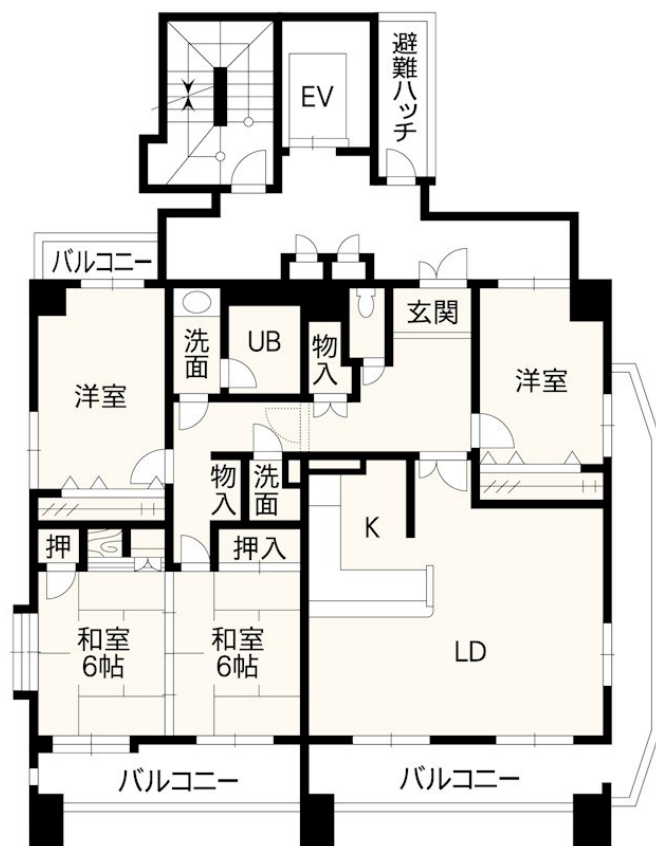 EV
避難ハッチ
バルコニー
洗面
UB
物入
玄関
洋室
洋室
物入
洗面
K
押
押入
和室
6帖
和室
6帖
LD
バルコニー
バルコニー